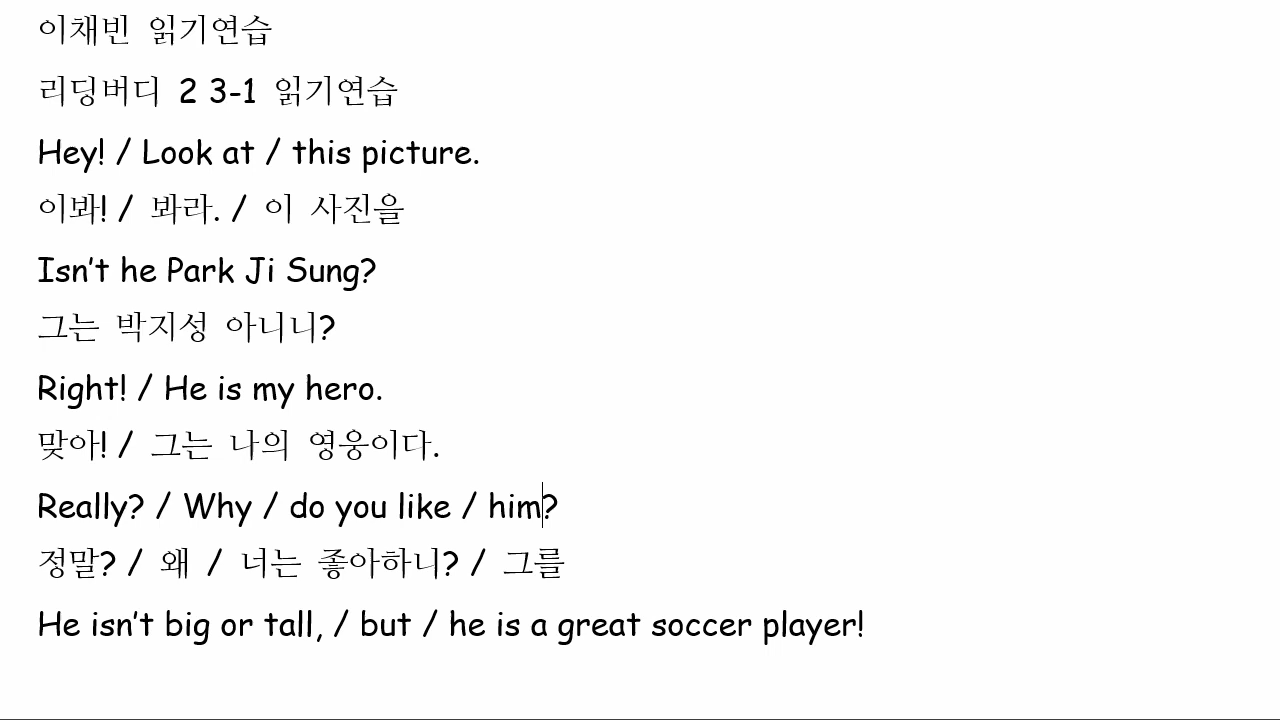 이채빈 읽기연습
리딩버디 2 3-1 읽기연습
Hey! / Look at / this picture.
이봐! / 봐라. / 이 사진을
Isn’t he Park Ji Sung?
그는 박지성 아니니?
Right! / He is my hero.
맞아! / 그는 나의 영웅이다.
Really? / Why / do you like / him?
정말? / 왜 / 너는 좋아하니? / 그를
He isn’t big or tall, / but / he is a great soccer player!